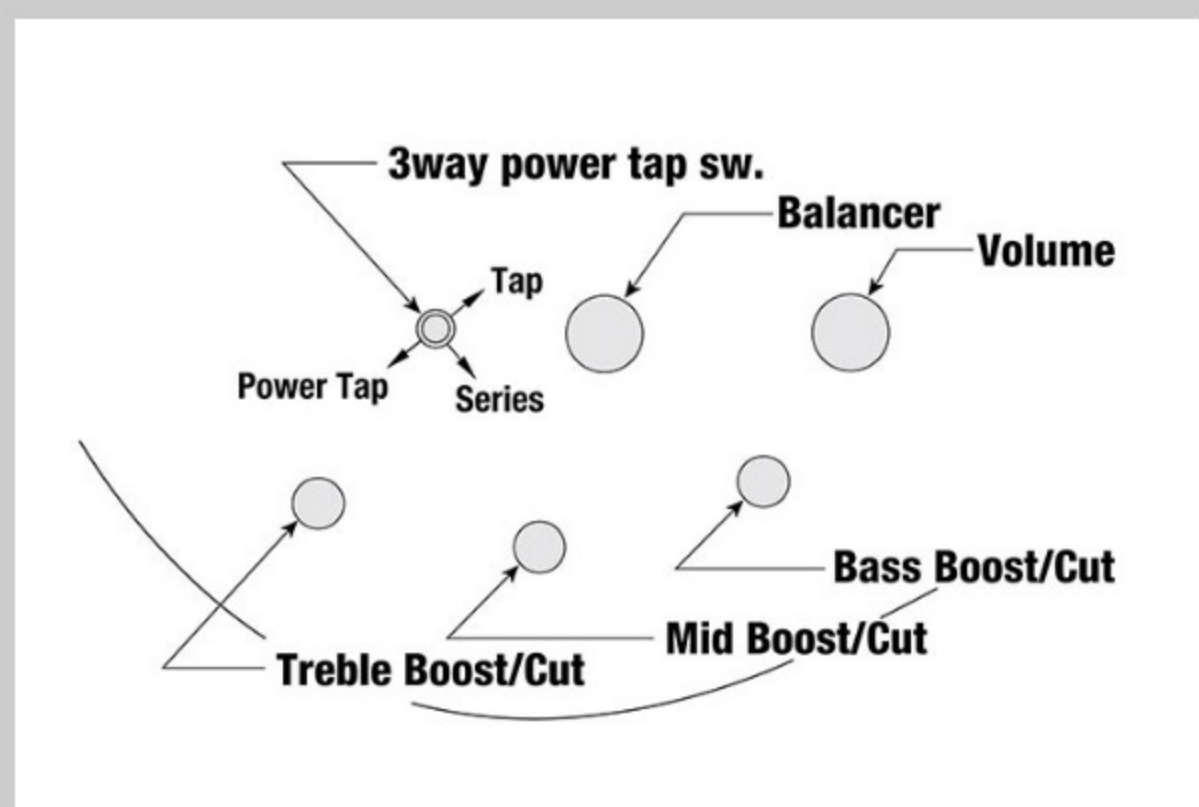 3way power tap sw.
Balancer
Volume
Tap
Power Tap
Series
Bass Boost/Cut
Mid Boost/Cut
Treble Boost/Cut